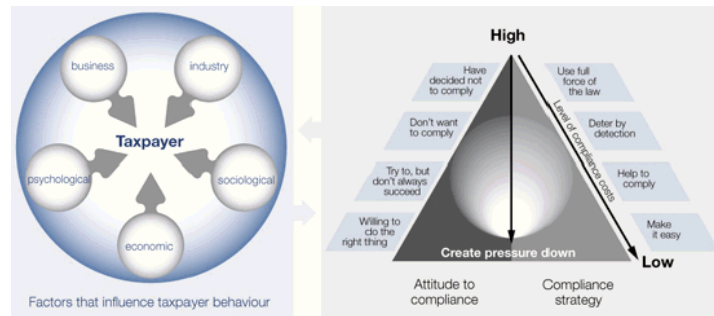 business
industry
Taxpayer
psychological
sociological
economic
Factors that influence taxpayer behaviour
High
Have
decided not
to comply
Use full
force of
the law
Don't want
to comply
Deter by
detection
Level of compliance costs
Try to, but
don't always
succeed
Help to
comply
Willing to
do the
right thing
Make
it easy
Create pressure down
Low
Attitude to
compliance
Compliance
strategy